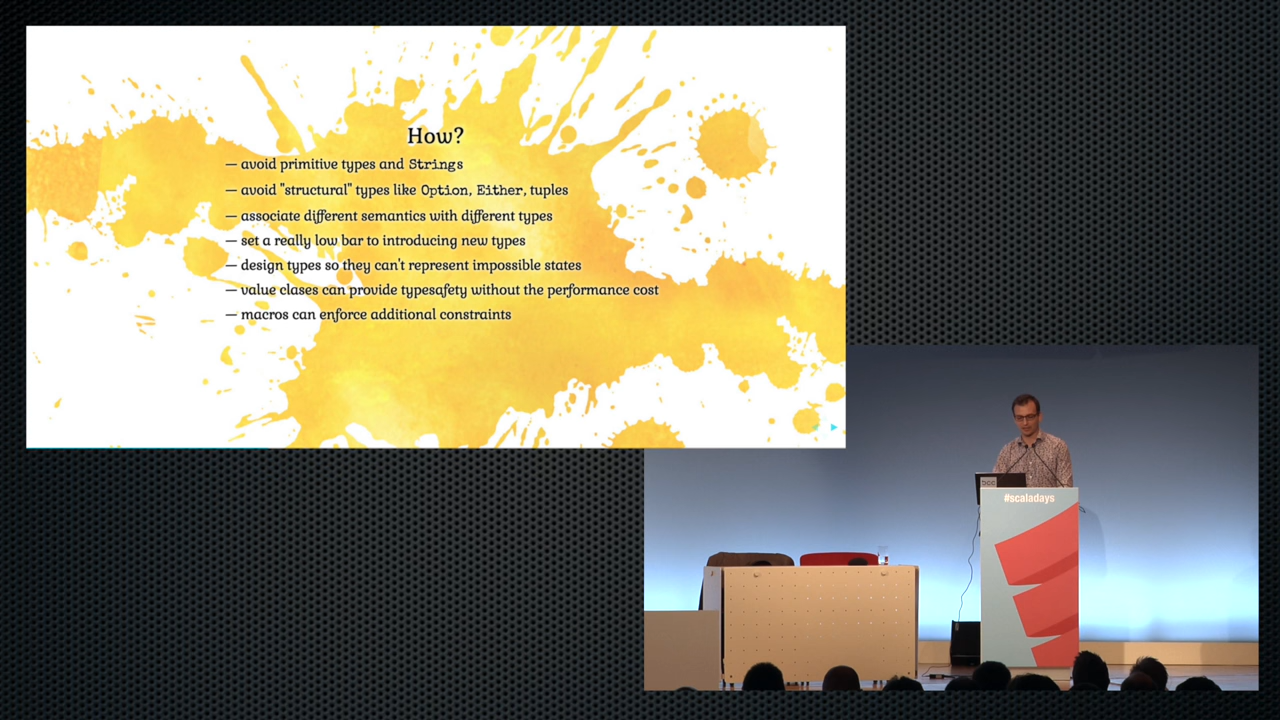 How?
— avoid primitive types and Strings
— avoid "structural" types like Option, Either, tuples
— associate different semantics with different types
— set a really low bar to introducing new types
— design types so they can't represent impossible states
— value clases can provide typesafety without the performance cost
— macros can enforce additional constraints
#scaladays